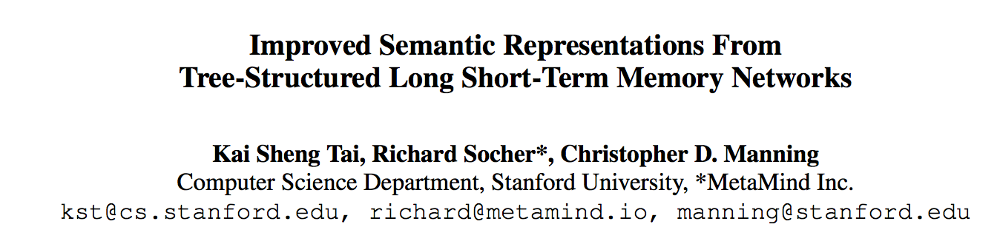 Improved Semantic Representations From
Tree-Structured Long Short-Term Memory Networks
Kai Sheng Tai, Richard Socher*, Christopher D. Manning
Computer Science Department, Stanford University, *MetaMind Inc.
kst@cs.stanford.edu, richard@metamind.io, manning@stanford.edu